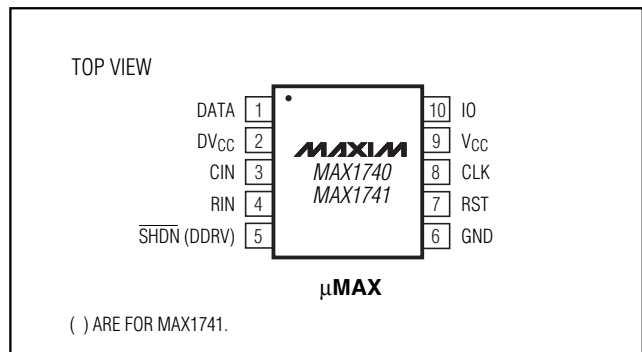 TOP VIEW
DATA 1
DVCC 2
CIN 3
RIN 4
SHDN (DDRV) 5
MAXIM
MAX1740
MAX1741
10 IO
9 VCC
8 CLK
7 RST
6 GND
μMAX
( ) ARE FOR MAX1741.